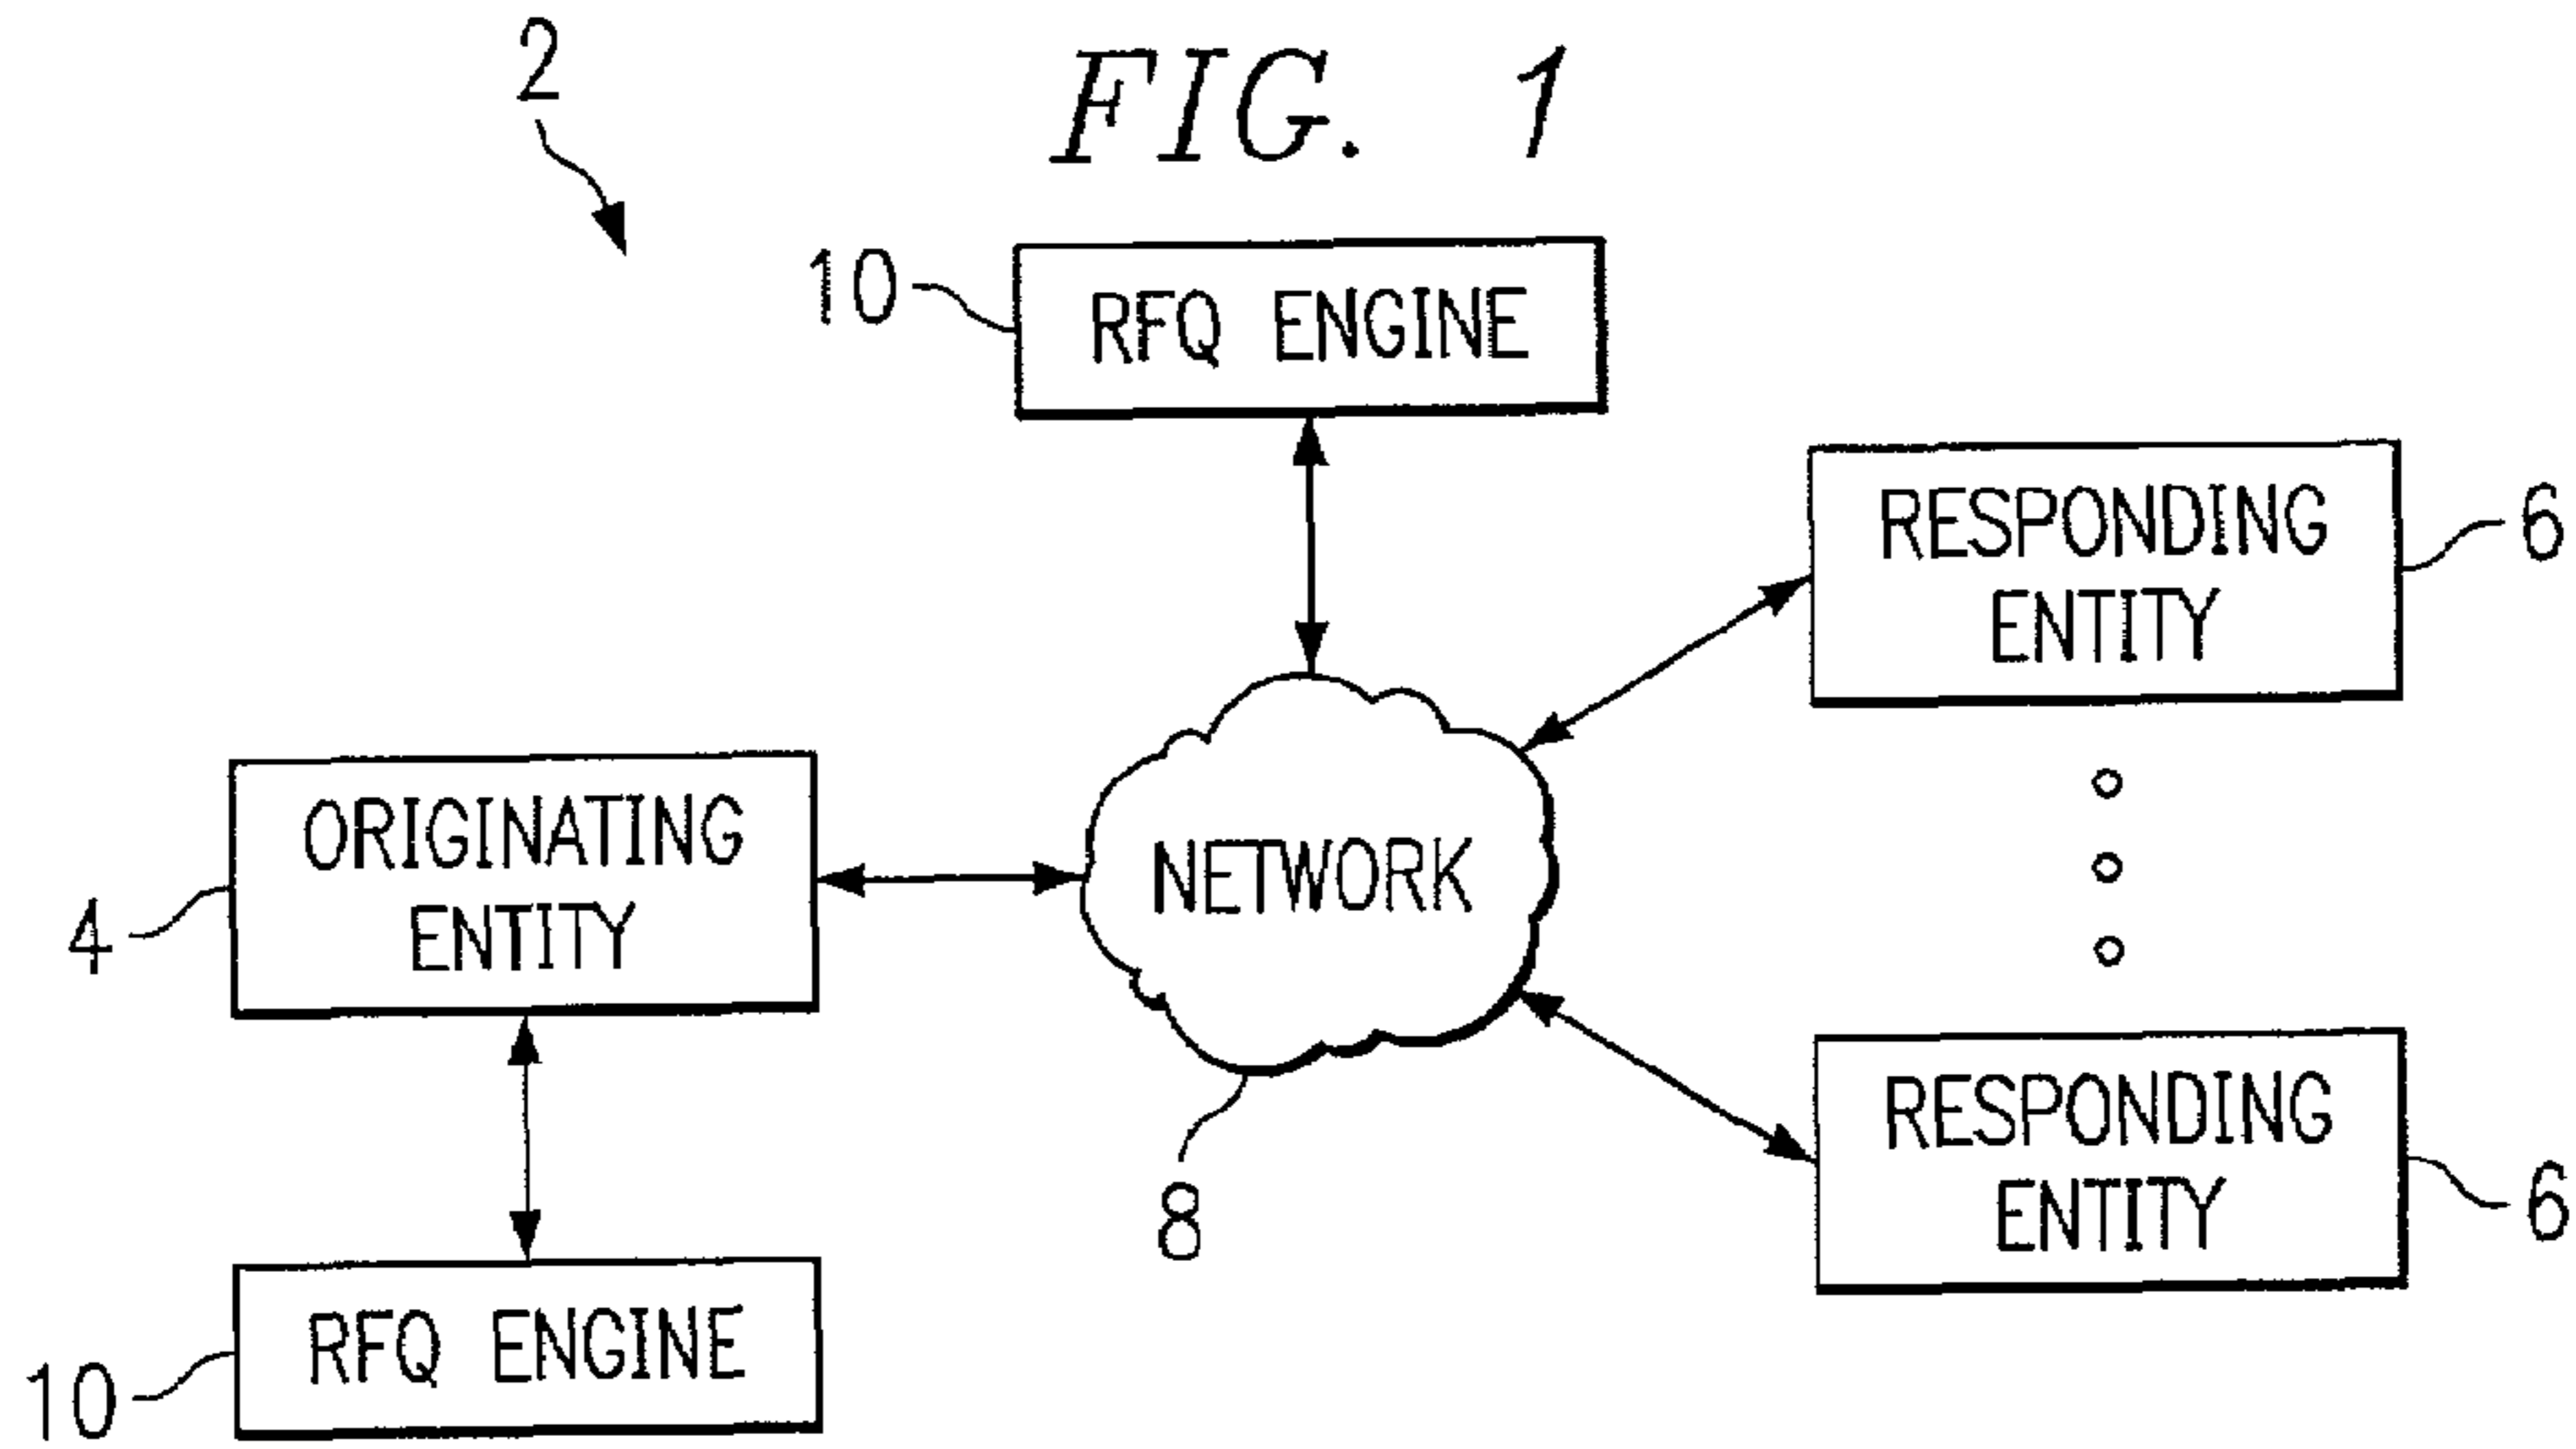 2
FIG. 1
10
RFQ ENGINE
RESPONDING
ENTITY
6
ORIGINATING
ENTITY
4
NETWORK
8
RESPONDING
ENTITY
6
RFQ ENGINE
10